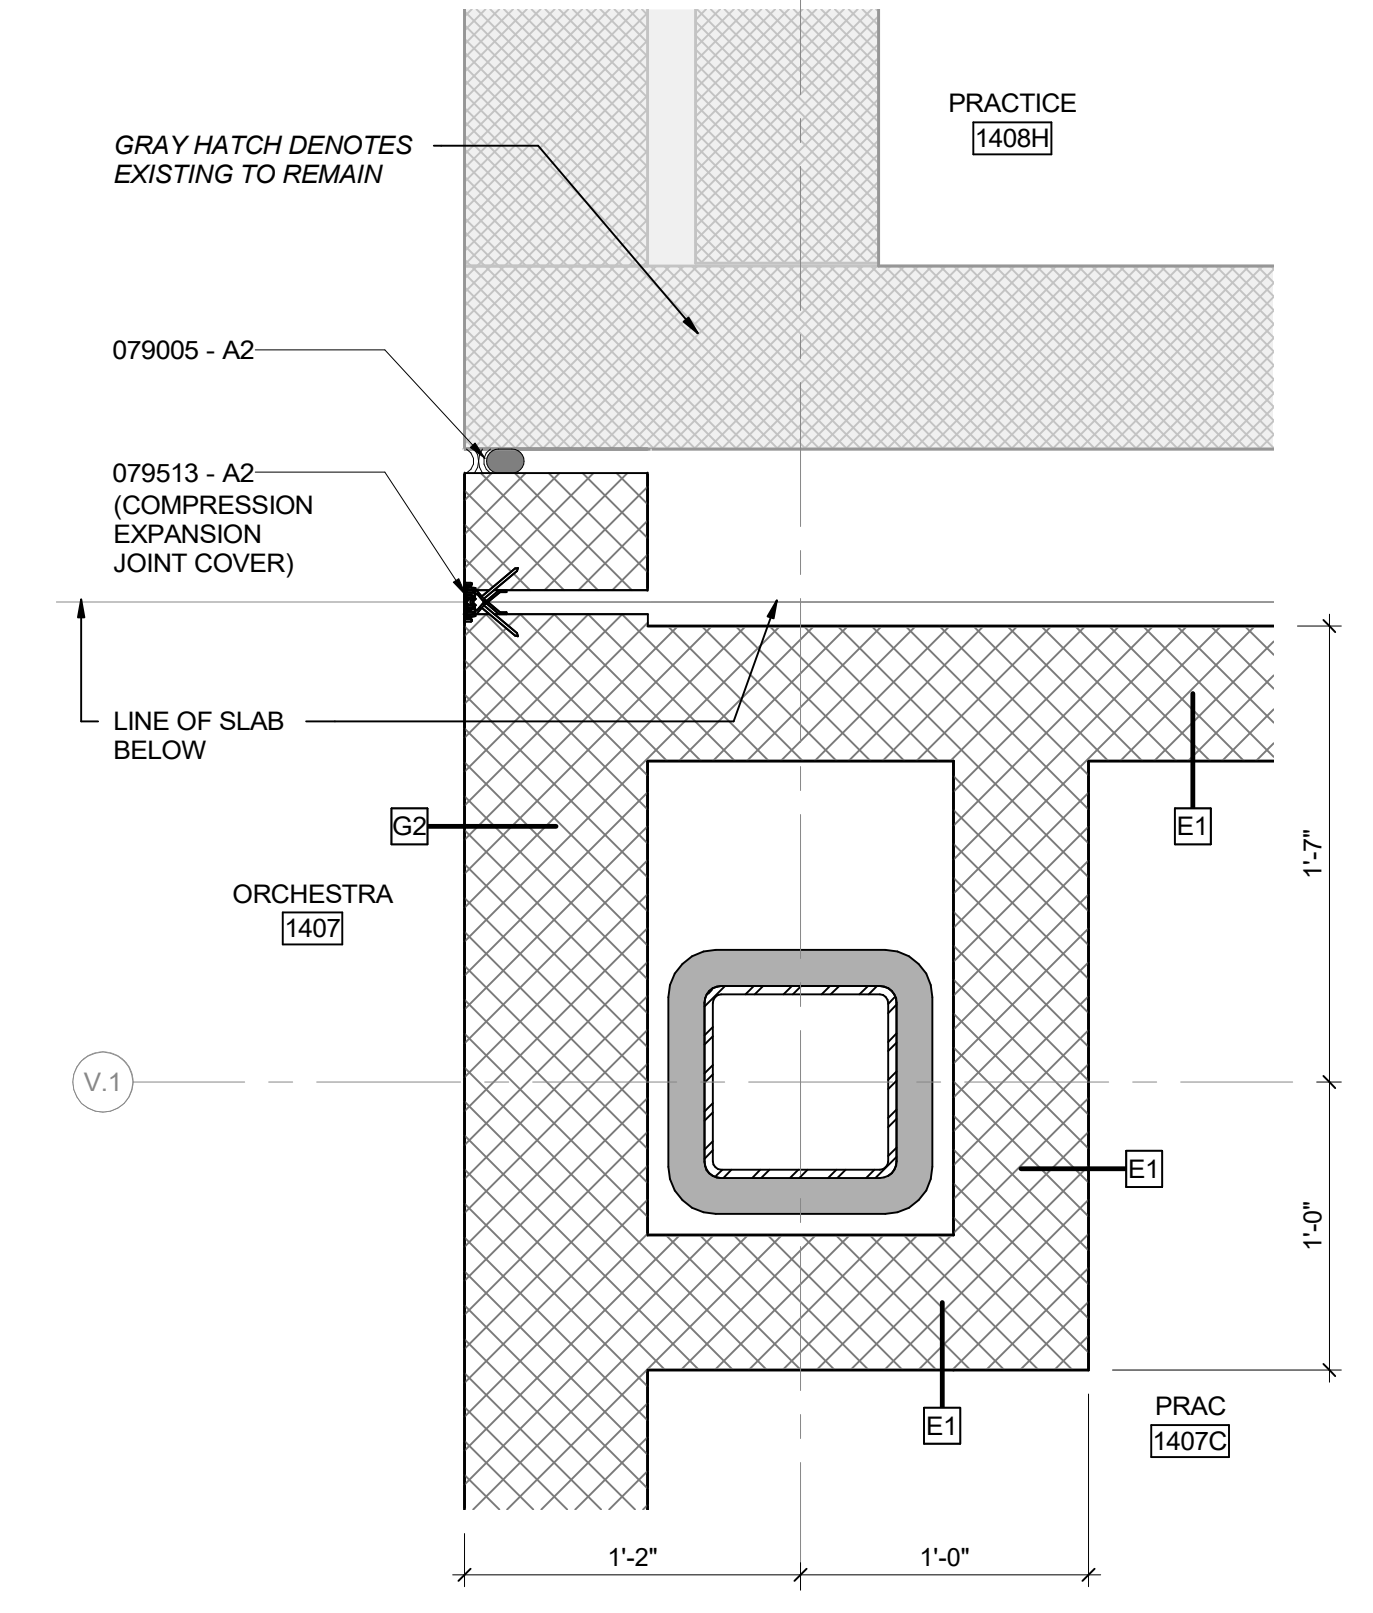 PRACTICE
1408H
GRAY HATCH DENOTES
EXISTING TO REMAIN
079005 - A2
079513 - A2
(COMPRESSION
EXPANSION
JOINT COVER)
LINE OF SLAB
BELOW
G2
E1
1'-7"
ORCHESTRA
1407
V.1
E1
1'-0"
E1
PRAC
1407C
1'-2"
1'-0"